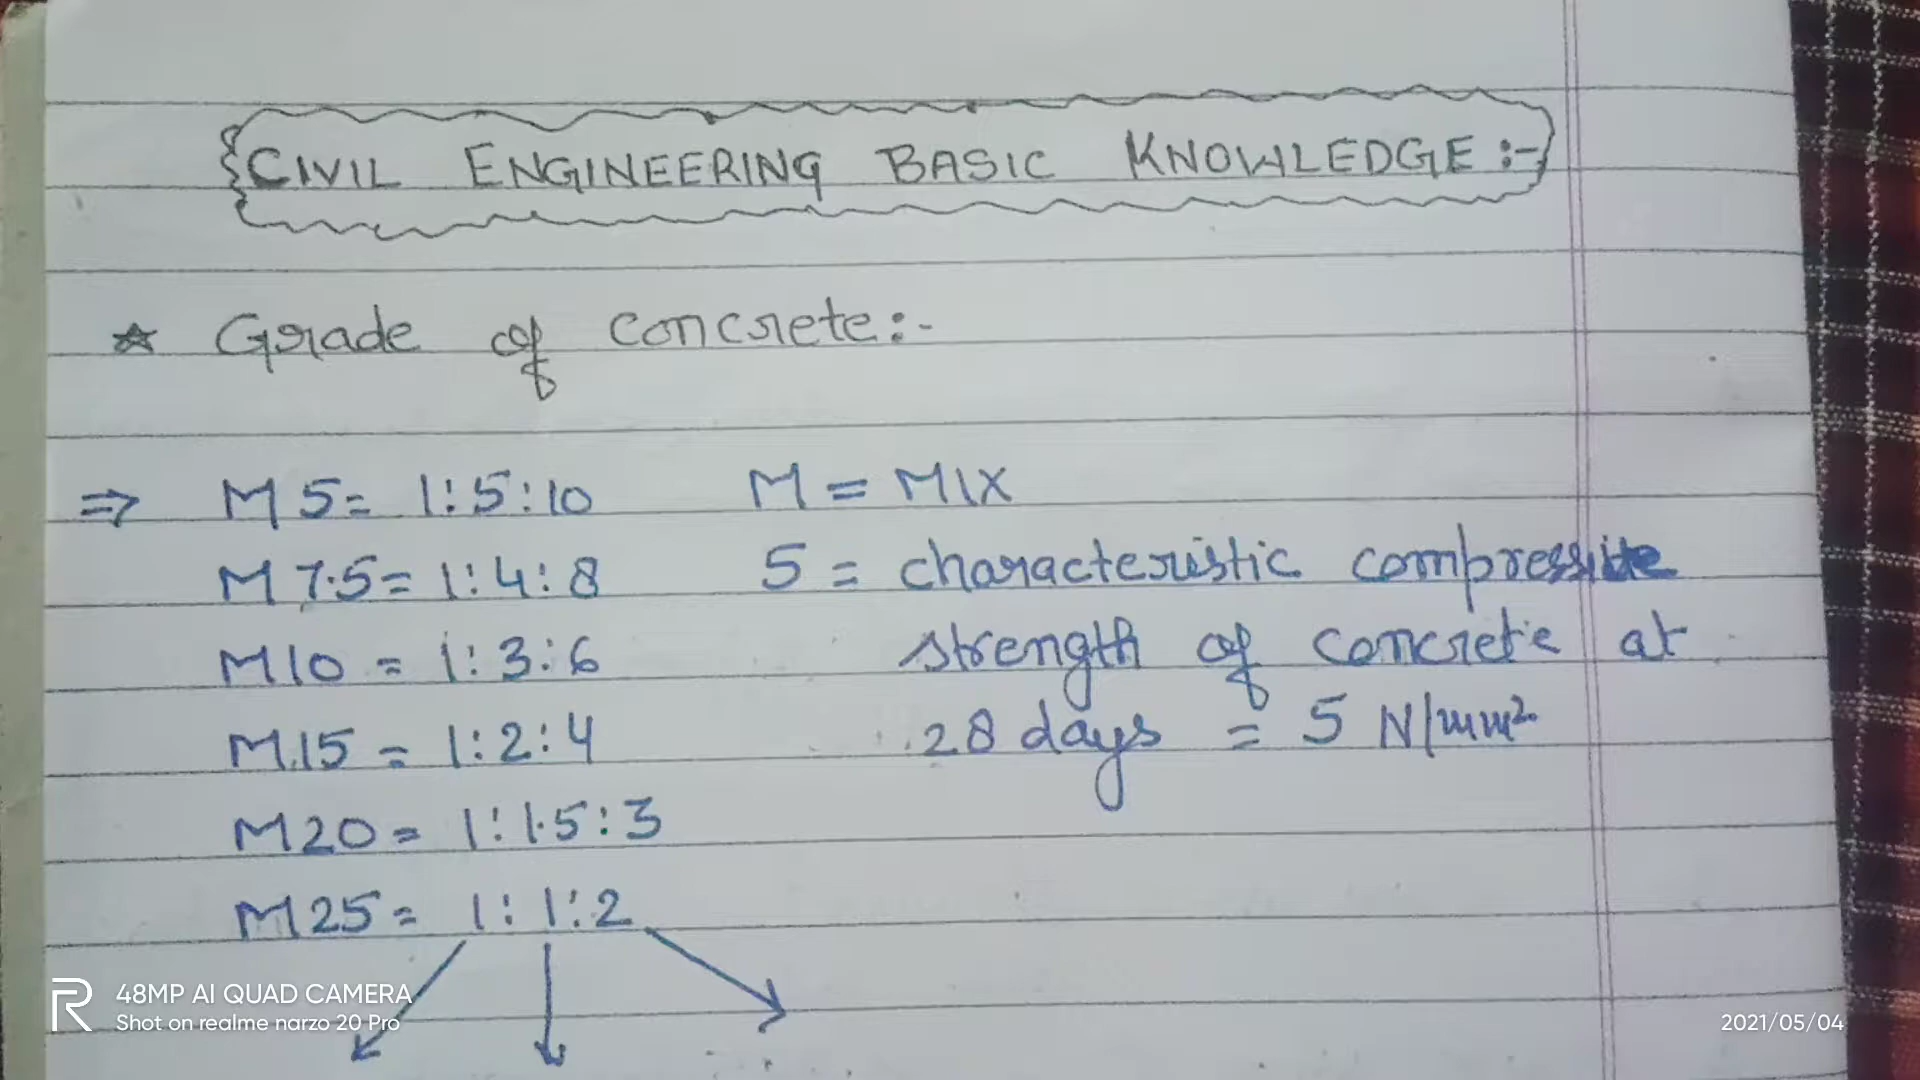 CIVIL ENGINEERING BASIC KNOWLEDGE :-
☆ Grade of concrete:-
⇒ M 5 = 1:5:10 M = MIX
M 7.5 = 1:4:8 5 = characteristic compressive
M10 = 1:3:6 strength of concrete at
M15 = 1:2:4 28 days = 5 N/mm²
M20 = 1:1.5:3
M25 = 1:1:2
48MP AI QUAD CAMERA
Shot on realme narzo 20 Pro
2021/05/04